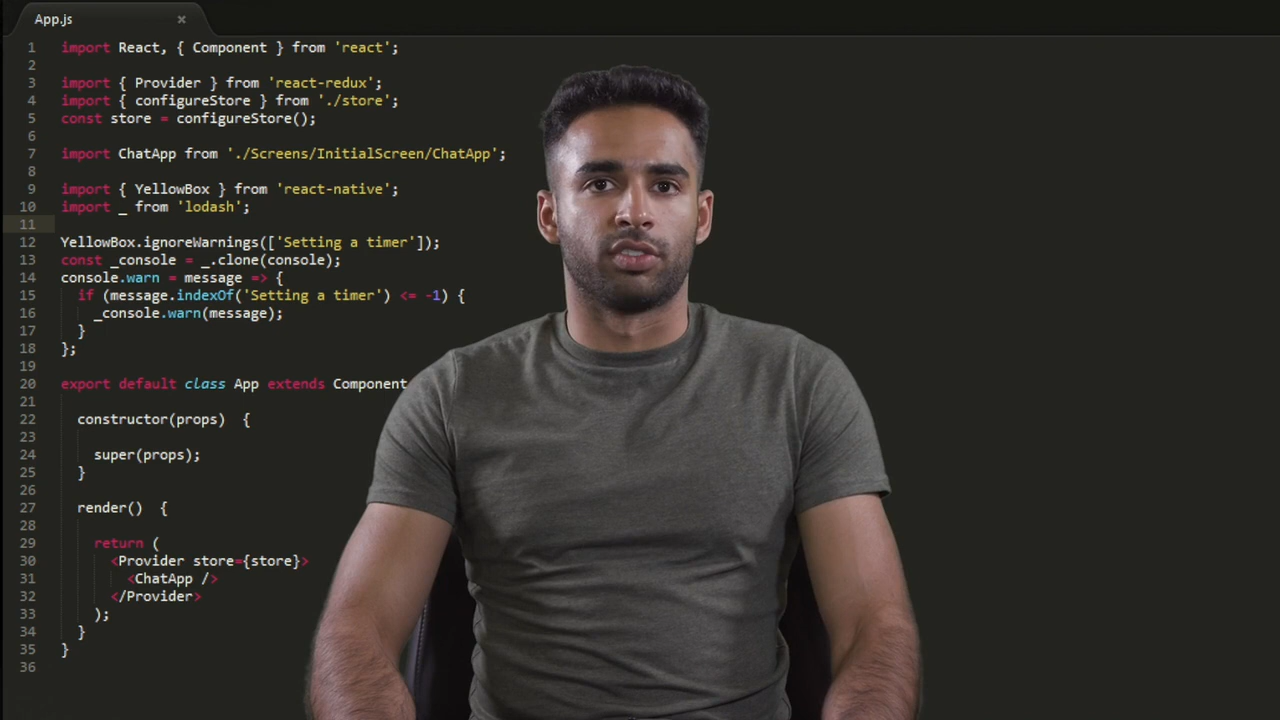 App.js ×
1 import React, { Component } from 'react';
2
3 import { Provider } from 'react-redux';
4 import { configureStore } from './store';
5 const store = configureStore();
6
7 import ChatApp from './Screens/InitialScreen/ChatApp';
8
9 import { YellowBox } from 'react-native';
10 import _ from 'lodash';
11
12 YellowBox.ignoreWarnings(['Setting a timer']);
13 const _console = _.clone(console);
14 console.warn = message => {
15 if (message.indexOf('Setting a timer') <= -1) {
16 _console.warn(message);
17 }
18 };
19
20 export default class App extends Component
21
22 constructor(props)  {
23
24 super(props);
25 }
26
27 render()  {
28
29 return (
30 <Provider store={store}>
31 <ChatApp />
32 </Provider>
33 );
34 }
35 }
36